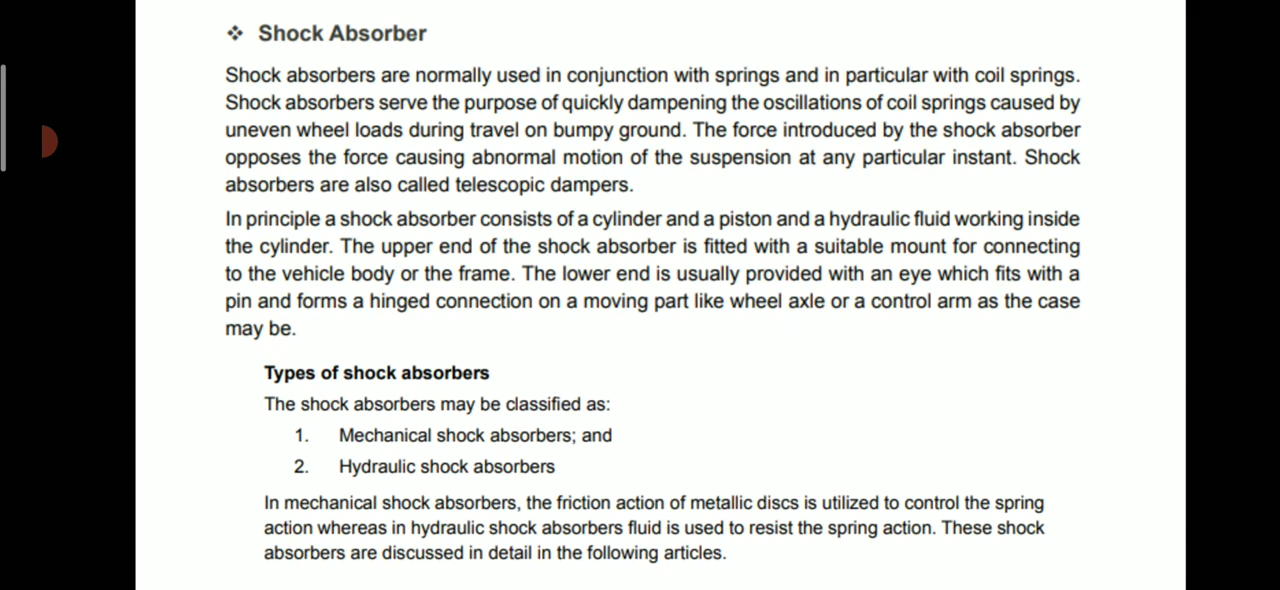 ❖ Shock Absorber
Shock absorbers are normally used in conjunction with springs and in particular with coil springs.
Shock absorbers serve the purpose of quickly dampening the oscillations of coil springs caused by
uneven wheel loads during travel on bumpy ground. The force introduced by the shock absorber
opposes the force causing abnormal motion of the suspension at any particular instant. Shock
absorbers are also called telescopic dampers.
In principle a shock absorber consists of a cylinder and a piston and a hydraulic fluid working inside
the cylinder. The upper end of the shock absorber is fitted with a suitable mount for connecting
to the vehicle body or the frame. The lower end is usually provided with an eye which fits with a
pin and forms a hinged connection on a moving part like wheel axle or a control arm as the case
may be.
Types of shock absorbers
The shock absorbers may be classified as:
1. Mechanical shock absorbers; and
2. Hydraulic shock absorbers
In mechanical shock absorbers, the friction action of metallic discs is utilized to control the spring
action whereas in hydraulic shock absorbers fluid is used to resist the spring action. These shock
absorbers are discussed in detail in the following articles.